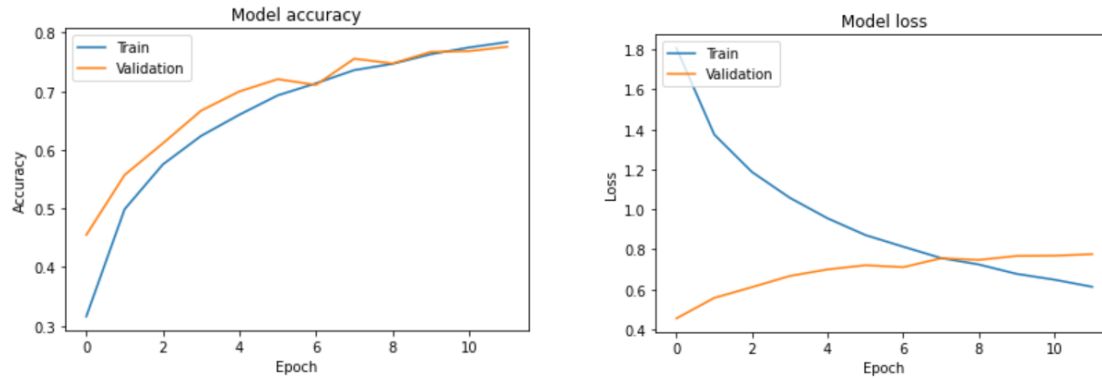 Model accuracy
0.8
0.7
0.6
0.5
0.4
0.3
Accuracy
Train
Validation
0 2 4 6 8 10
Epoch
Model loss
1.8
1.6
1.4
1.2
1.0
0.8
0.6
0.4
Loss
Train
Validation
0 2 4 6 8 10
Epoch